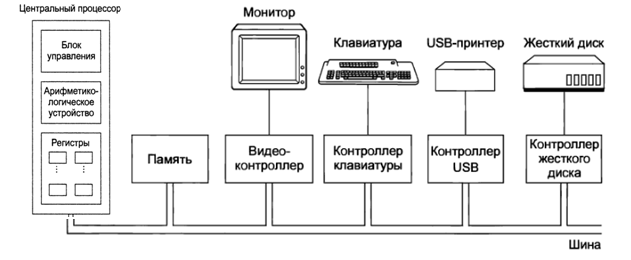 Центральный процессор
Блок
управления
Арифметико-
логическое
устройство
Регистры
Монитор
Клавиатура
USB-принтер
Жесткий диск
Память
Видео-
контроллер
Контроллер
клавиатуры
Контроллер
USB
Контроллер
жесткого
диска
Шина